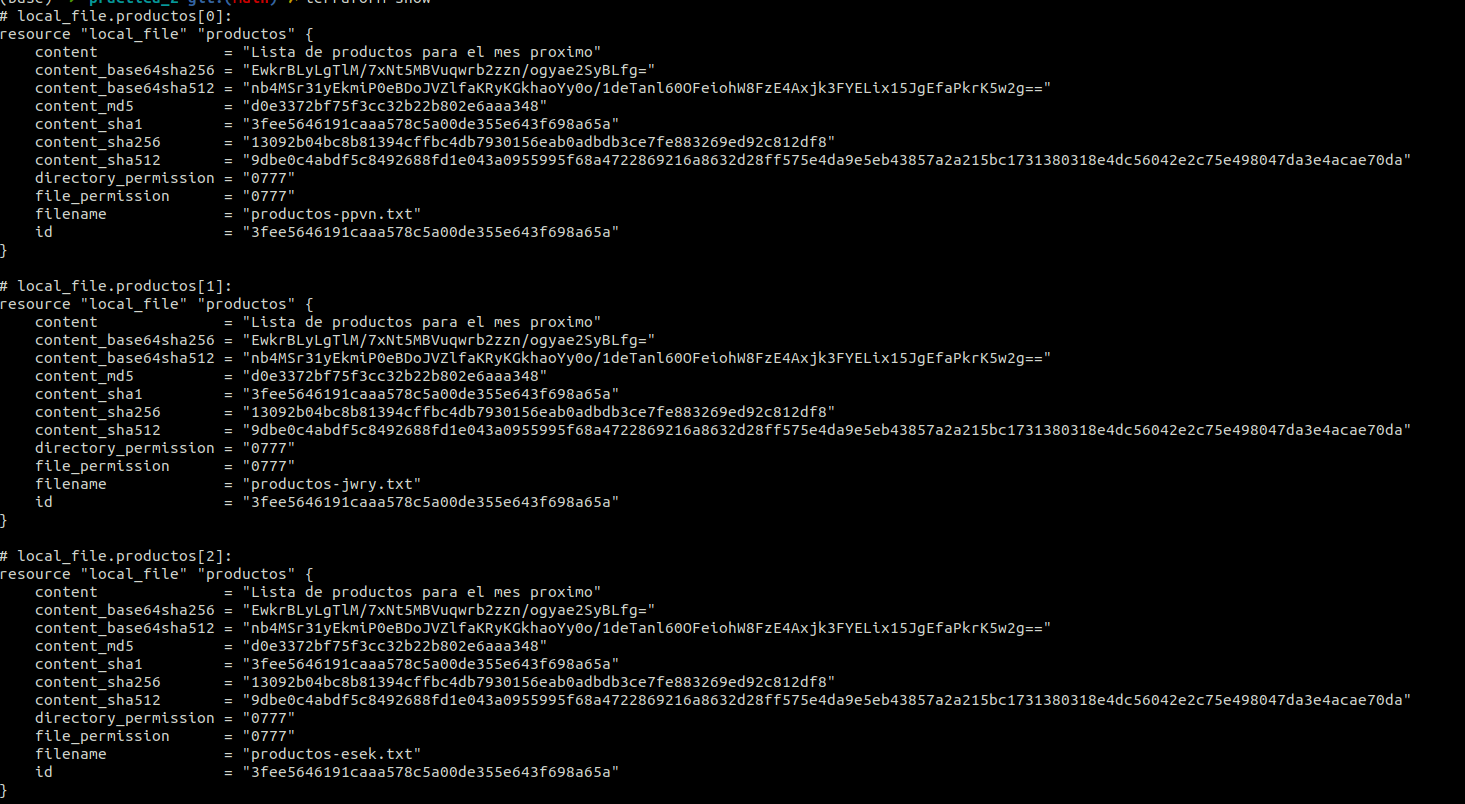 (base) → practica_2 git:(main) ✗ terraform show
# local_file.productos[0]:
resource "local_file" "productos" {
    content              = "Lista de productos para el mes proximo"
    content_base64sha256 = "EwkrBLyLgTlM/7xNt5MBVuqwrb2zzn/ogyae2SyBLfg="
    content_base64sha512 = "nb4MSr31yEkmiP0eBDoJVZlfaKRyKGkhaoYy0o/1deTanl60OFeiohW8FzE4Axjk3FYELix15JgEfaPkrK5w2g=="
    content_md5          = "d0e3372bf75f3cc32b22b802e6aaa348"
    content_sha1         = "3fee5646191caaa578c5a00de355e643f698a65a"
    content_sha256       = "13092b04bc8b81394cffbc4db7930156eab0adbdb3ce7fe883269ed92c812df8"
    content_sha512       = "9dbe0c4abdf5c8492688fd1e043a0955995f68a4722869216a8632d28ff575e4da9e5eb43857a2a215bc1731380318e4dc56042e2c75e498047da3e4acae70da"
    directory_permission = "0777"
    file_permission      = "0777"
    filename             = "productos-ppvn.txt"
    id                   = "3fee5646191caaa578c5a00de355e643f698a65a"
}
# local_file.productos[1]:
resource "local_file" "productos" {
    content              = "Lista de productos para el mes proximo"
    content_base64sha256 = "EwkrBLyLgTlM/7xNt5MBVuqwrb2zzn/ogyae2SyBLfg="
    content_base64sha512 = "nb4MSr31yEkmiP0eBDoJVZlfaKRyKGkhaoYy0o/1deTanl60OFeiohW8FzE4Axjk3FYELix15JgEfaPkrK5w2g=="
    content_md5          = "d0e3372bf75f3cc32b22b802e6aaa348"
    content_sha1         = "3fee5646191caaa578c5a00de355e643f698a65a"
    content_sha256       = "13092b04bc8b81394cffbc4db7930156eab0adbdb3ce7fe883269ed92c812df8"
    content_sha512       = "9dbe0c4abdf5c8492688fd1e043a0955995f68a4722869216a8632d28ff575e4da9e5eb43857a2a215bc1731380318e4dc56042e2c75e498047da3e4acae70da"
    directory_permission = "0777"
    file_permission      = "0777"
    filename             = "productos-jwry.txt"
    id                   = "3fee5646191caaa578c5a00de355e643f698a65a"
}
# local_file.productos[2]:
resource "local_file" "productos" {
    content              = "Lista de productos para el mes proximo"
    content_base64sha256 = "EwkrBLyLgTlM/7xNt5MBVuqwrb2zzn/ogyae2SyBLfg="
    content_base64sha512 = "nb4MSr31yEkmiP0eBDoJVZlfaKRyKGkhaoYy0o/1deTanl60OFeiohW8FzE4Axjk3FYELix15JgEfaPkrK5w2g=="
    content_md5          = "d0e3372bf75f3cc32b22b802e6aaa348"
    content_sha1         = "3fee5646191caaa578c5a00de355e643f698a65a"
    content_sha256       = "13092b04bc8b81394cffbc4db7930156eab0adbdb3ce7fe883269ed92c812df8"
    content_sha512       = "9dbe0c4abdf5c8492688fd1e043a0955995f68a4722869216a8632d28ff575e4da9e5eb43857a2a215bc1731380318e4dc56042e2c75e498047da3e4acae70da"
    directory_permission = "0777"
    file_permission      = "0777"
    filename             = "productos-esek.txt"
    id                   = "3fee5646191caaa578c5a00de355e643f698a65a"
}